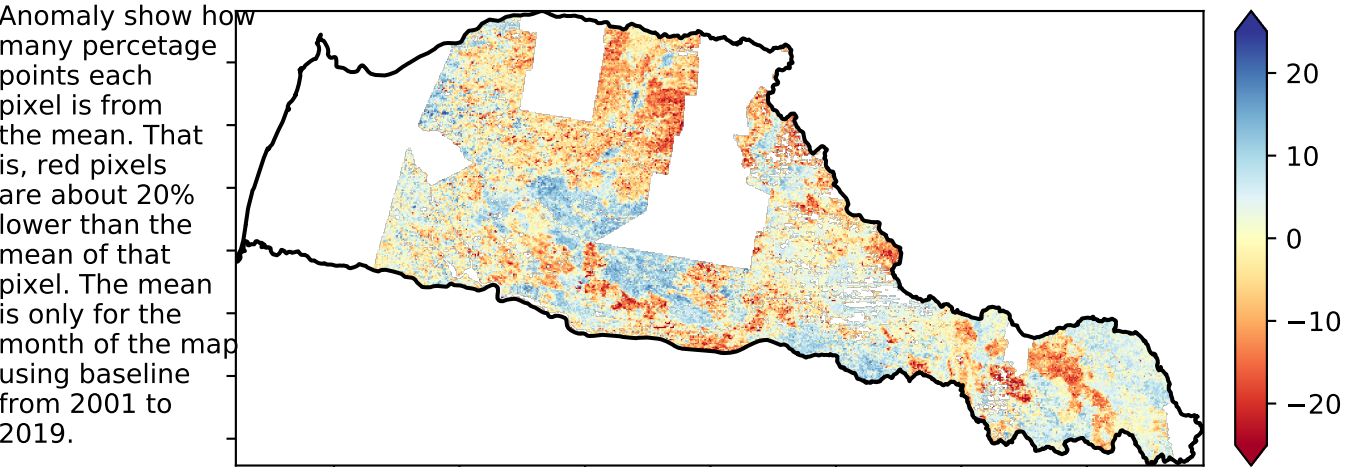 Anomaly show how
many percetage
points each
pixel is from
the mean. That
is, red pixels
are about 20%
lower than the
mean of that
pixel. The mean
is only for the
month of the map
using baseline
from 2001 to
2019.
20
10
0
−10
−20